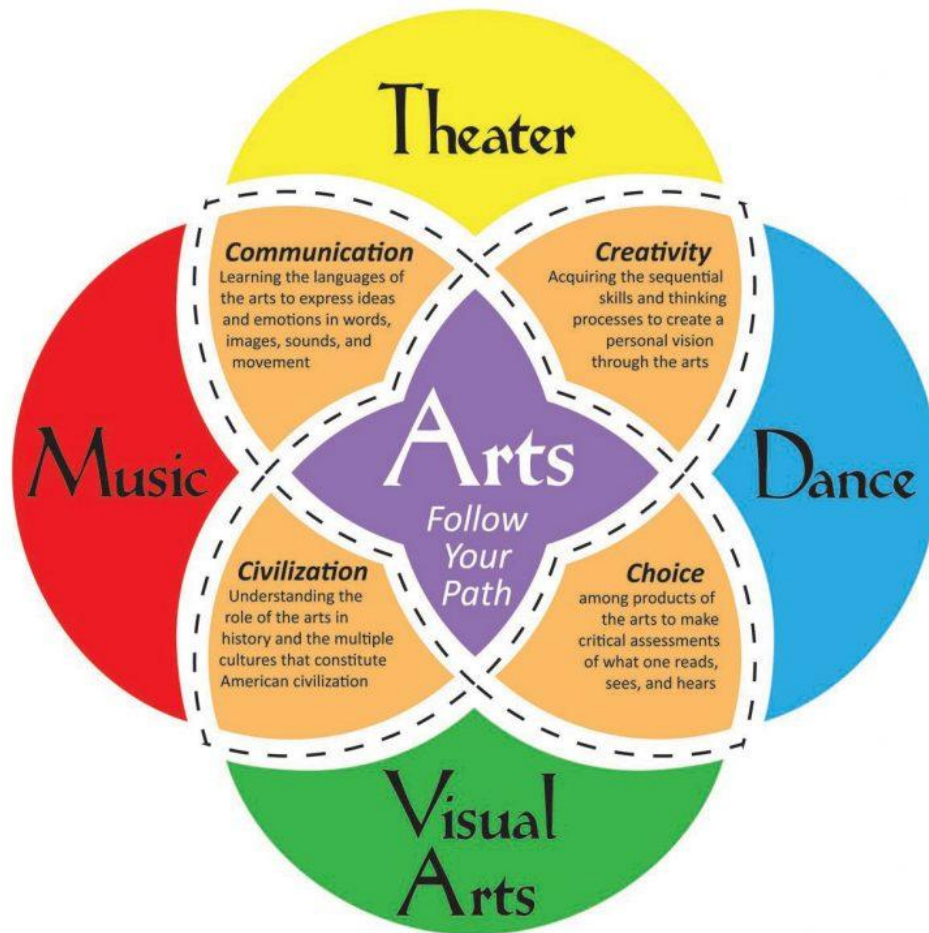 Theater
Communication
Learning the languages of
the arts to express ideas
and emotions in words,
images, sounds, and
movement
Creativity
Acquiring the sequential
skills and thinking
processes to create a
personal vision
through the arts
Music
Arts
Follow
Your
Path
Dance
Civilization
Understanding the
role of the arts in
history and the multiple
cultures that constitute
American civilization
Choice
among products of
the arts to make
critical assessments
of what one reads,
sees, and hears
Visual
Arts